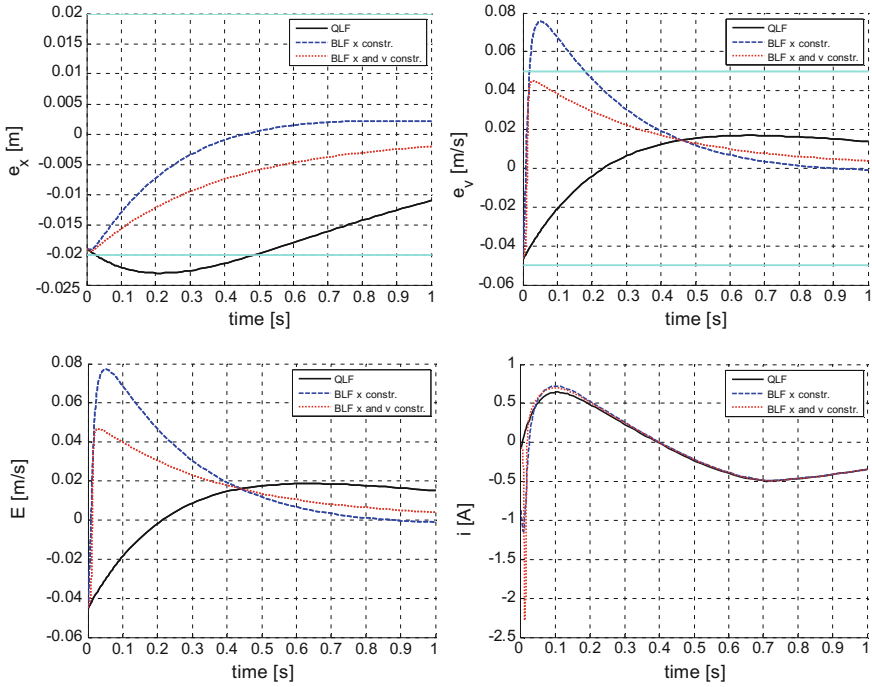 0.02
0.015
0.01
0.005
0
-0.005
-0.01
-0.015
-0.02
-0.025
e_x [m]
0 0.1 0.2 0.3 0.4 0.5 0.6 0.7 0.8 0.9 1
time [s]
QLF
BLF x constr.
BLF x and v constr.
0.08
0.06
0.04
0.02
0
-0.02
-0.04
-0.06
e_v [m/s]
0 0.1 0.2 0.3 0.4 0.5 0.6 0.7 0.8 0.9 1
time [s]
QLF
BLF x constr.
BLF x and v constr.
0.08
0.06
0.04
0.02
0
-0.02
-0.04
-0.06
E [m/s]
0 0.1 0.2 0.3 0.4 0.5 0.6 0.7 0.8 0.9 1
time [s]
QLF
BLF x constr.
BLF x and v constr.
1
0.5
0
-0.5
-1
-1.5
-2
-2.5
i [A]
0 0.1 0.2 0.3 0.4 0.5 0.6 0.7 0.8 0.9 1
time [s]
QLF
BLF x constr.
BLF x and v constr.